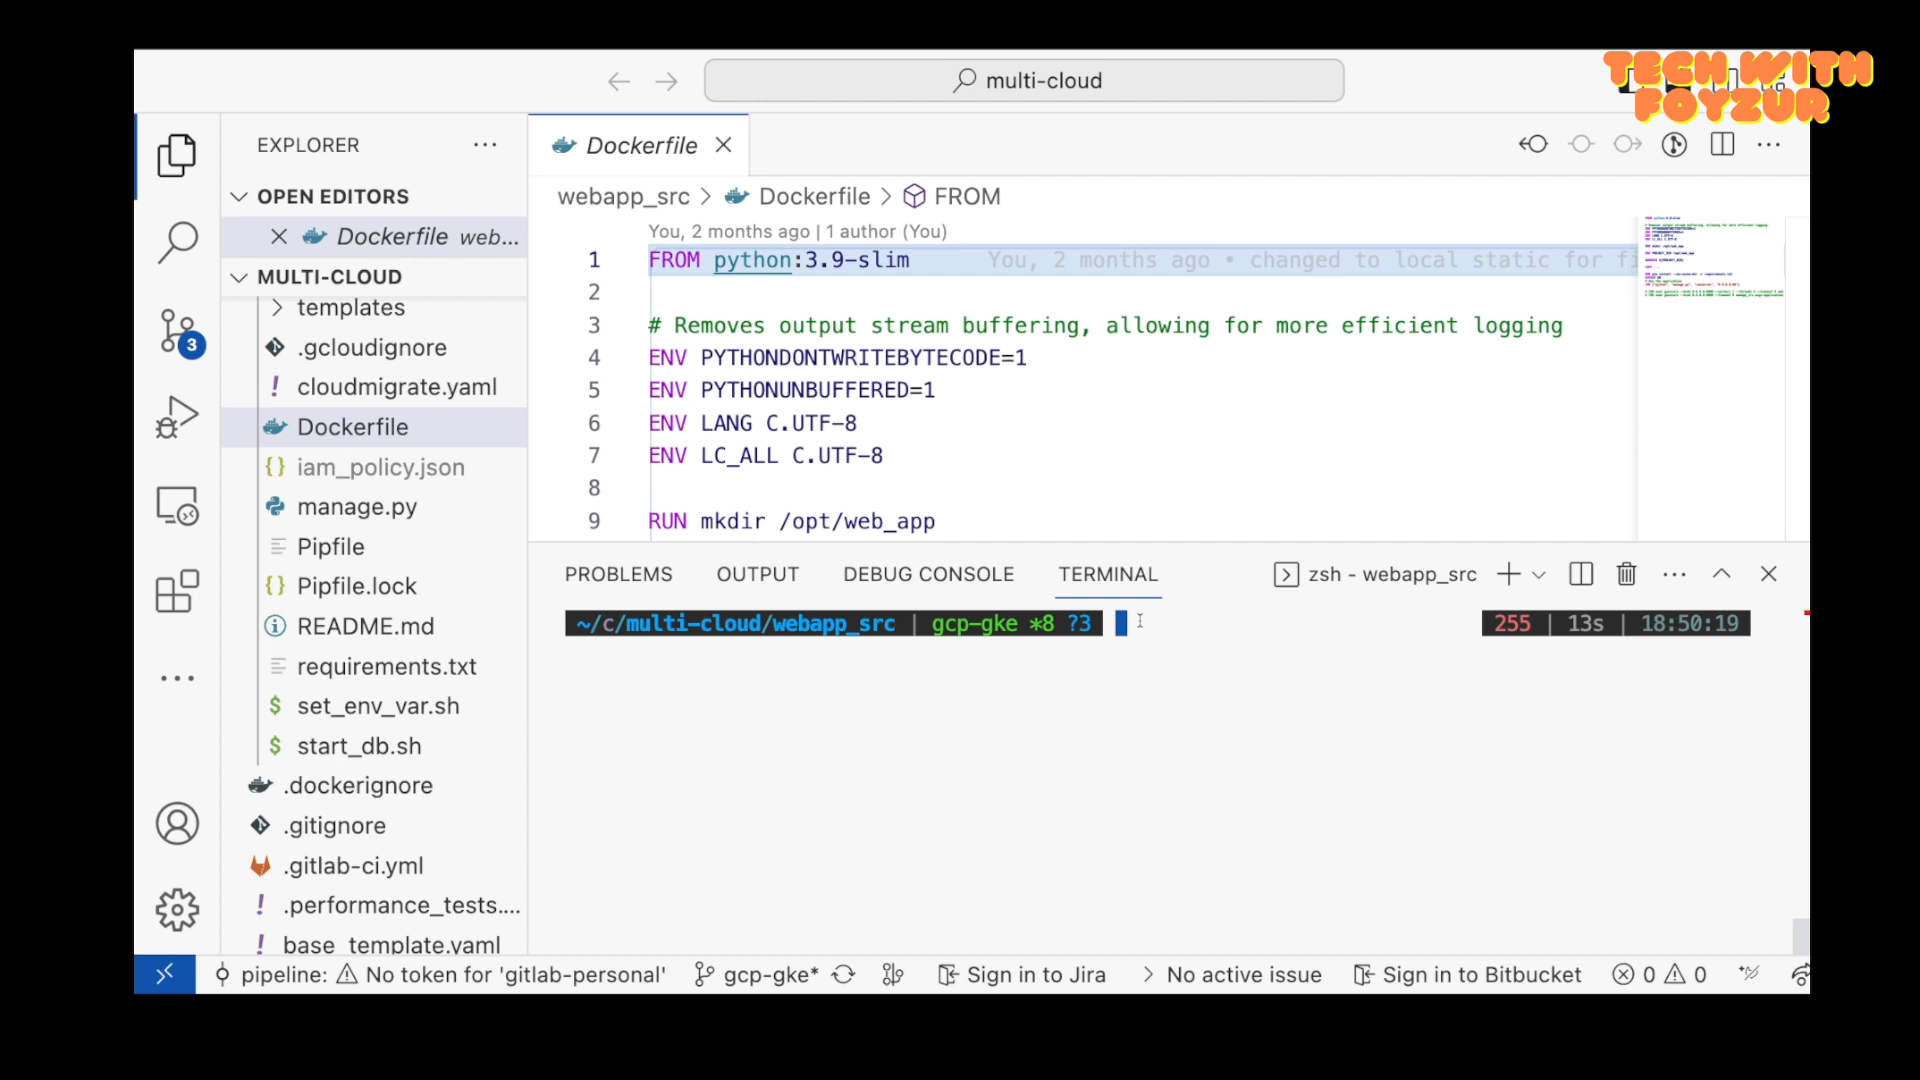 multi-cloud
TECH WITH
FOYZUR
EXPLORER
OPEN EDITORS
Dockerfile web...
MULTI-CLOUD
templates
.gcloudignore
cloudmigrate.yaml
Dockerfile
iam_policy.json
manage.py
Pipfile
Pipfile.lock
README.md
requirements.txt
set_env_var.sh
start_db.sh
.dockerignore
.gitignore
.gitlab-ci.yml
.performance_tests....
base_template.yaml
3
Dockerfile
webapp_src > Dockerfile > FROM
You, 2 months ago | 1 author (You)
1 FROM python:3.9-slim You, 2 months ago • changed to local static for fi
2
3 # Removes output stream buffering, allowing for more efficient logging
4 ENV PYTHONDONTWRITEBYTECODE=1
5 ENV PYTHONUNBUFFERED=1
6 ENV LANG C.UTF-8
7 ENV LC_ALL C.UTF-8
8
9 RUN mkdir /opt/web_app
PROBLEMS OUTPUT DEBUG CONSOLE TERMINAL zsh - webapp_src
~/c/multi-cloud/webapp_src | gcp-gke *8 ?3 255 | 13s | 18:50:19
pipeline: No token for 'gitlab-personal' gcp-gke* Sign in to Jira > No active issue Sign in to Bitbucket 0 0